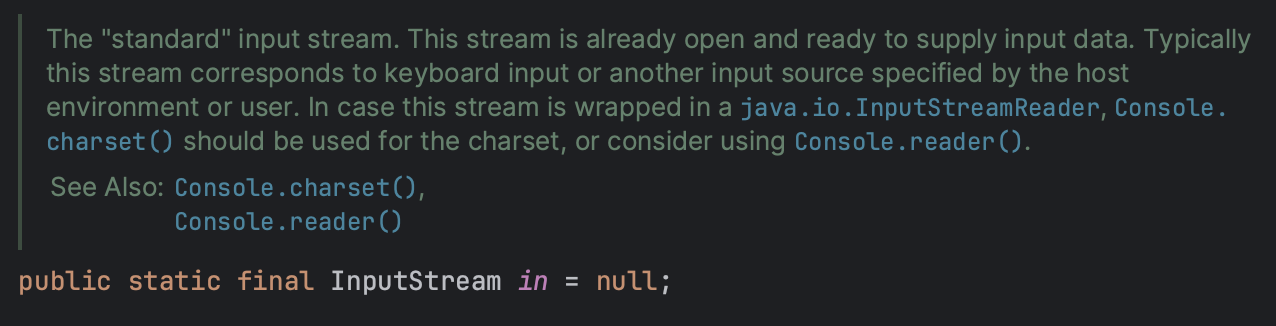 The "standard" input stream. This stream is already open and ready to supply input data. Typically
this stream corresponds to keyboard input or another input source specified by the host
environment or user. In case this stream is wrapped in a java.io.InputStreamReader, Console.
charset() should be used for the charset, or consider using Console.reader().
See Also: Console.charset(),
Console.reader()
public static final InputStream in = null;